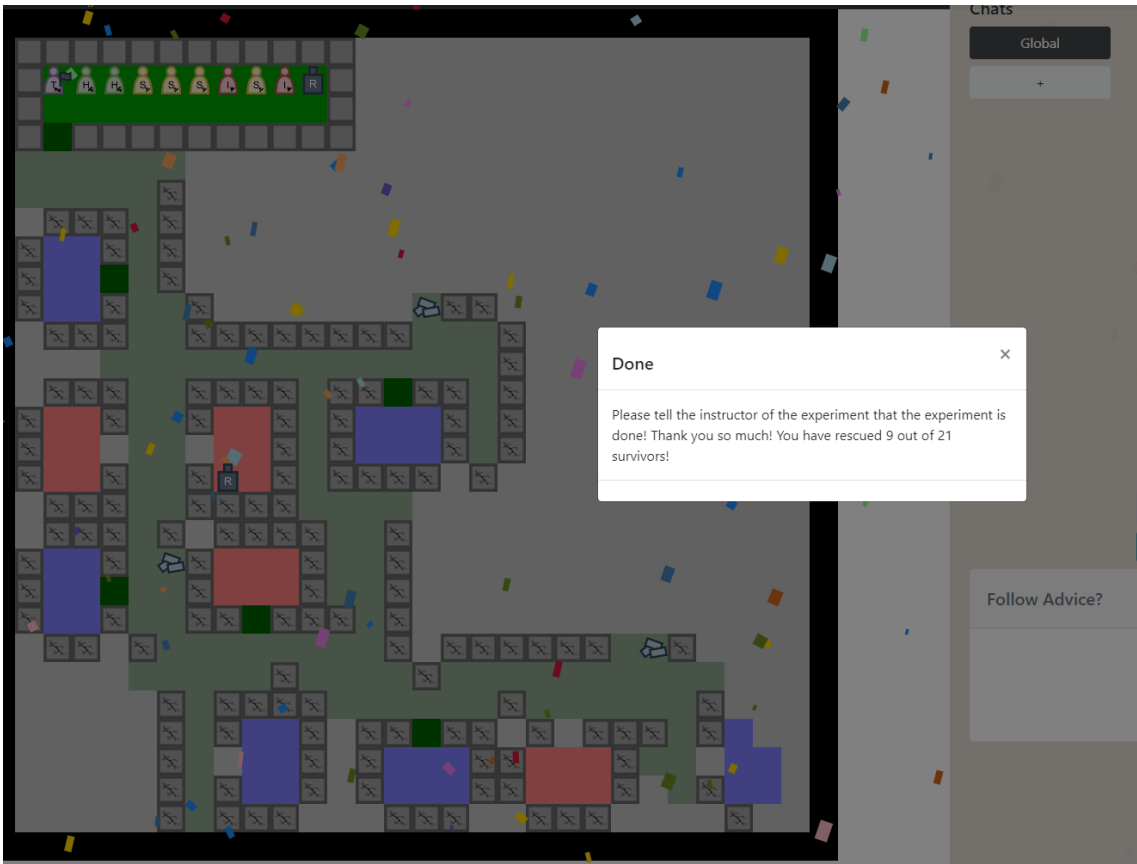 Chats
Global
+
T H H S S S I S I R
Done ×
Please tell the instructor of the experiment that the experiment is
done! Thank you so much! You have rescued 9 out of 21
survivors!
R
Follow Advice?